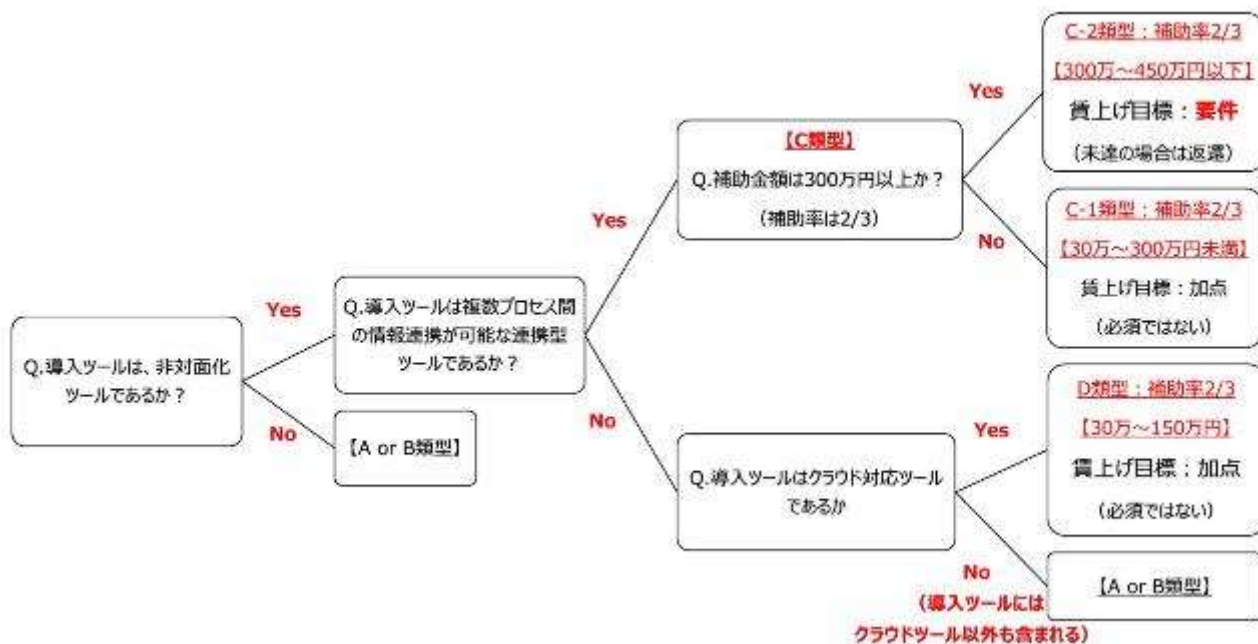 Q.導入ツールは、非対面化
ツールであるか？
Yes
No
Q.導入ツールは複数プロセス間
の情報連携が可能な連携型
ツールであるか？
【A or B類型】
Yes
No
【C類型】
Q.補助金額は300万円以上か？
（補助率は2/3）
Yes
No
C-2類型：補助率2/3
【300万～450万円以下】
賃上げ目標：要件
（未達の場合は返還）
C-1類型：補助率2/3
【30万～300万円未満】
賃上げ目標：加点
（必須ではない）
Q.導入ツールはクラウド対応ツール
であるか
Yes
No
（導入ツールには
クラウドツール以外も含まれる）
D類型：補助率2/3
【30万～150万円】
賃上げ目標：加点
（必須ではない）
【A or B類型】